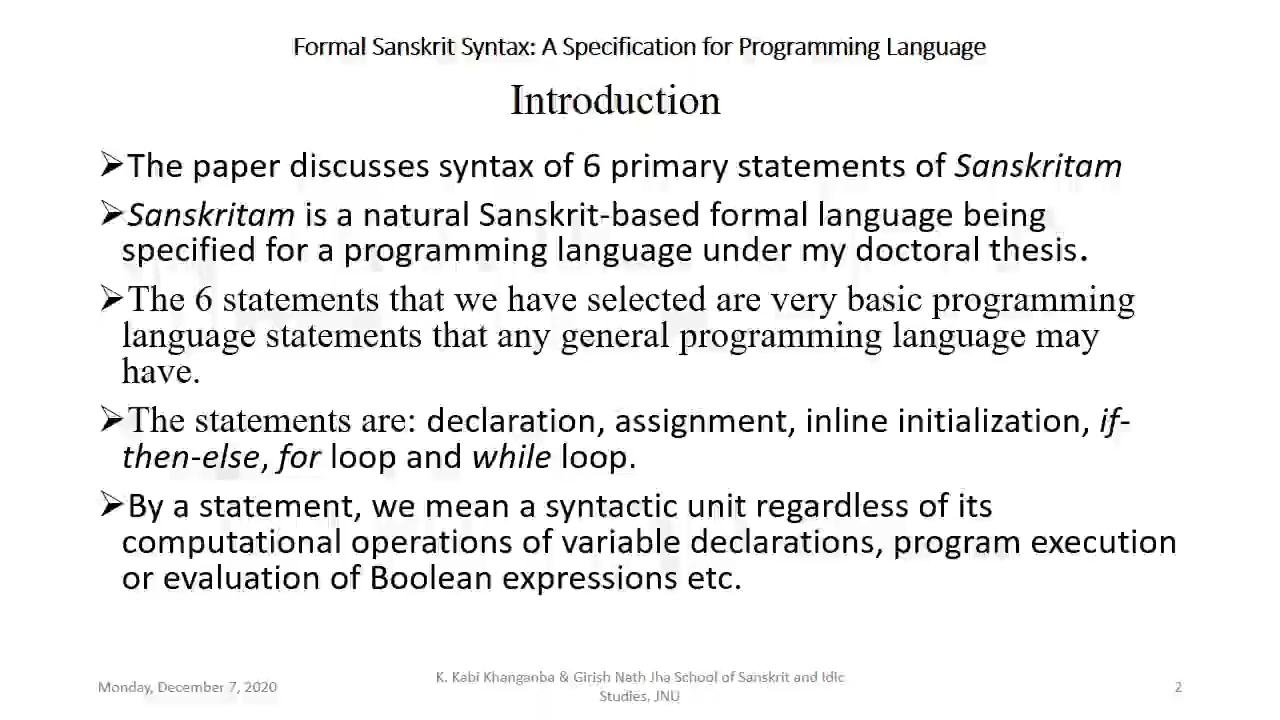 Formal Sanskrit Syntax: A Specification for Programming Language
Introduction
➢The paper discusses syntax of 6 primary statements of Sanskritam
➢Sanskritam is a natural Sanskrit-based formal language being
specified for a programming language under my doctoral thesis.
➢The 6 statements that we have selected are very basic programming
language statements that any general programming language may
have.
➢The statements are: declaration, assignment, inline initialization, if-
then-else, for loop and while loop.
➢By a statement, we mean a syntactic unit regardless of its
computational operations of variable declarations, program execution
or evaluation of Boolean expressions etc.
Monday, December 7, 2020
K. Kabi Khanganba & Girish Nath Jha School of Sanskrit and Idic
Studies, JNU
2